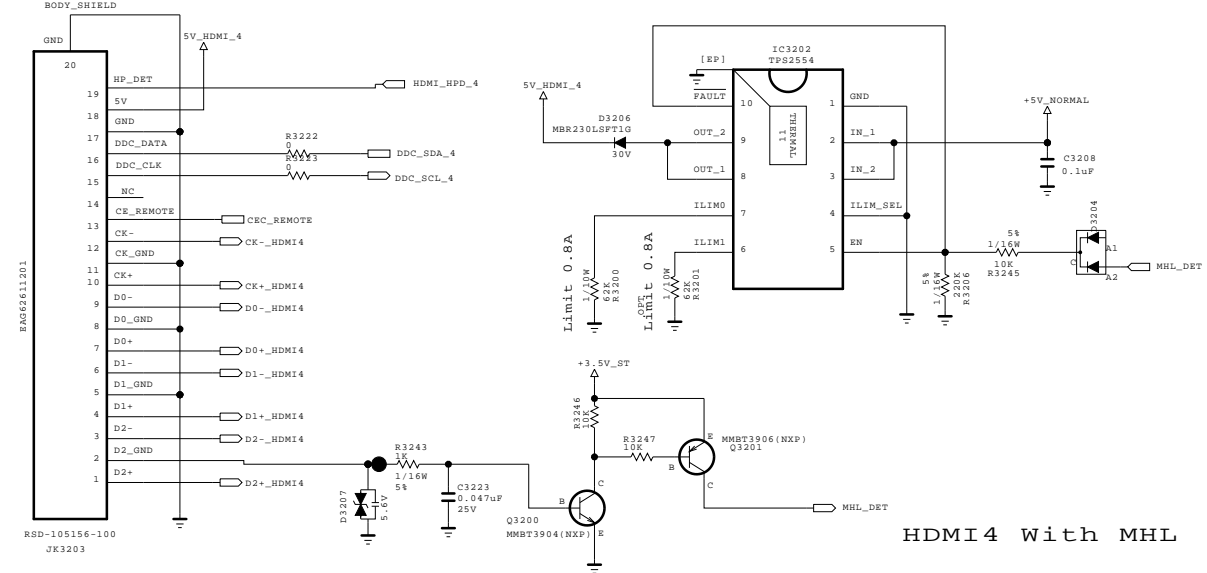 BODY_SHIELD
GND
5V_HDMI_4
20
HP_DET
19
HDMI_HPD_4
5V
18
GND
17
DDC_DATA
R3222
0
16
DDC_SDA_4
DDC_CLK
R3223
0
15
DDC_SCL_4
NC
14
CE_REMOTE
13
CEC_REMOTE
CK-
12
CK-_HDMI4
CK_GND
11
CK+
10
CK+_HDMI4
D0-
9
D0-_HDMI4
D0_GND
8
D0+
7
D0+_HDMI4
D1-
6
D1-_HDMI4
D1_GND
5
D1+
4
D1+_HDMI4
D2-
3
D2-_HDMI4
D2_GND
2
D2+
1
D2+_HDMI4
EAG62611201
RSD-105156-100
JK3203
5V_HDMI_4
D3206
MBR230LSFT1G
30V
IC3202
TPS2554
[EP]
FAULT
10
OUT_2
9
OUT_1
8
ILIM0
7
ILIM1
6
THERMAL
11
1
GND
2
IN_1
3
IN_2
4
ILIM_SEL
5
EN
+5V_NORMAL
C3208
0.1uF
Limit 0.8A
1/10W
62K
R3200
OPT
Limit 0.8A
1/10W
62K
R3201
5%
1/16W
220K
R3206
5%
1/16W
10K
R3245
D3204
A1
C
A2
MHL_DET
+3.5V_ST
R3246
10K
R3247
10K
E
MMBT3906(NXP)
Q3201
B
C
MHL_DET
R3243
1K
1/16W
5%
D3207
5.6V
C3223
0.047uF
25V
C
B
Q3200
MMBT3904(NXP)
E
HDMI4 With MHL